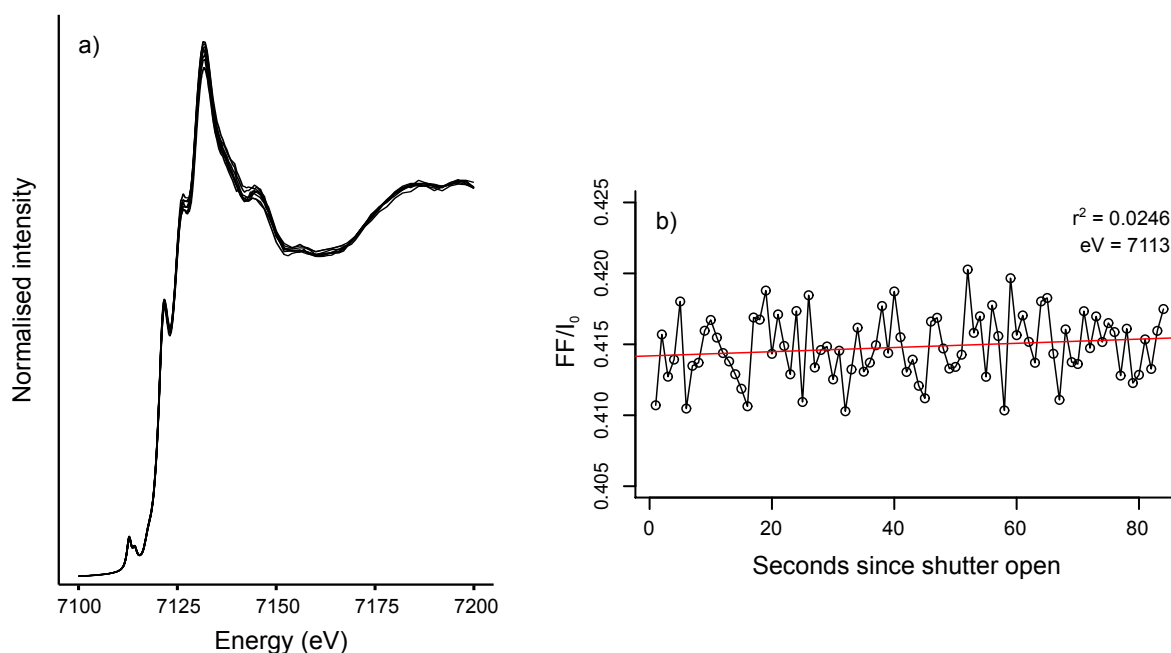 a)
Normalised intensity
7100 7125 7150 7175 7200
Energy (eV)
b)
r² = 0.0246
eV = 7113
FF/I₀
0.425
0.420
0.415
0.410
0.405
0 20 40 60 80
Seconds since shutter open